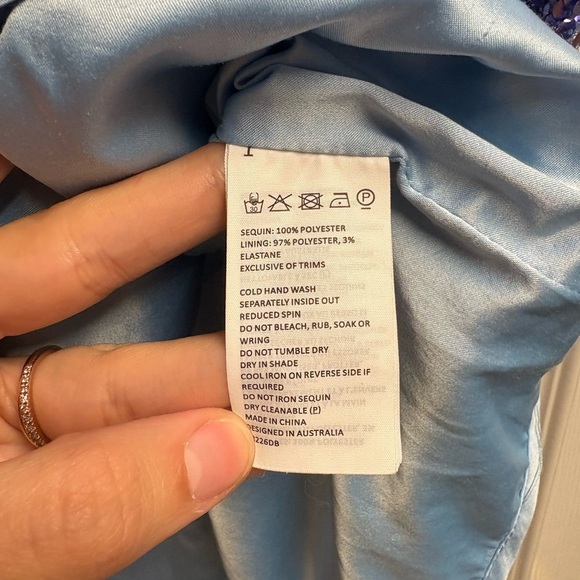 30
P
SEQUIN: 100% POLYESTER
LINING: 97% POLYESTER, 3%
ELASTANE
EXCLUSIVE OF TRIMS
COLD HAND WASH
SEPARATELY INSIDE OUT
REDUCED SPIN
DO NOT BLEACH, RUB, SOAK OR
WRING
DO NOT TUMBLE DRY
DRY IN SHADE
COOL IRON ON REVERSE SIDE IF
REQUIRED
DO NOT IRON SEQUIN
DRY CLEANABLE (P)
MADE IN CHINA
DESIGNED IN AUSTRALIA